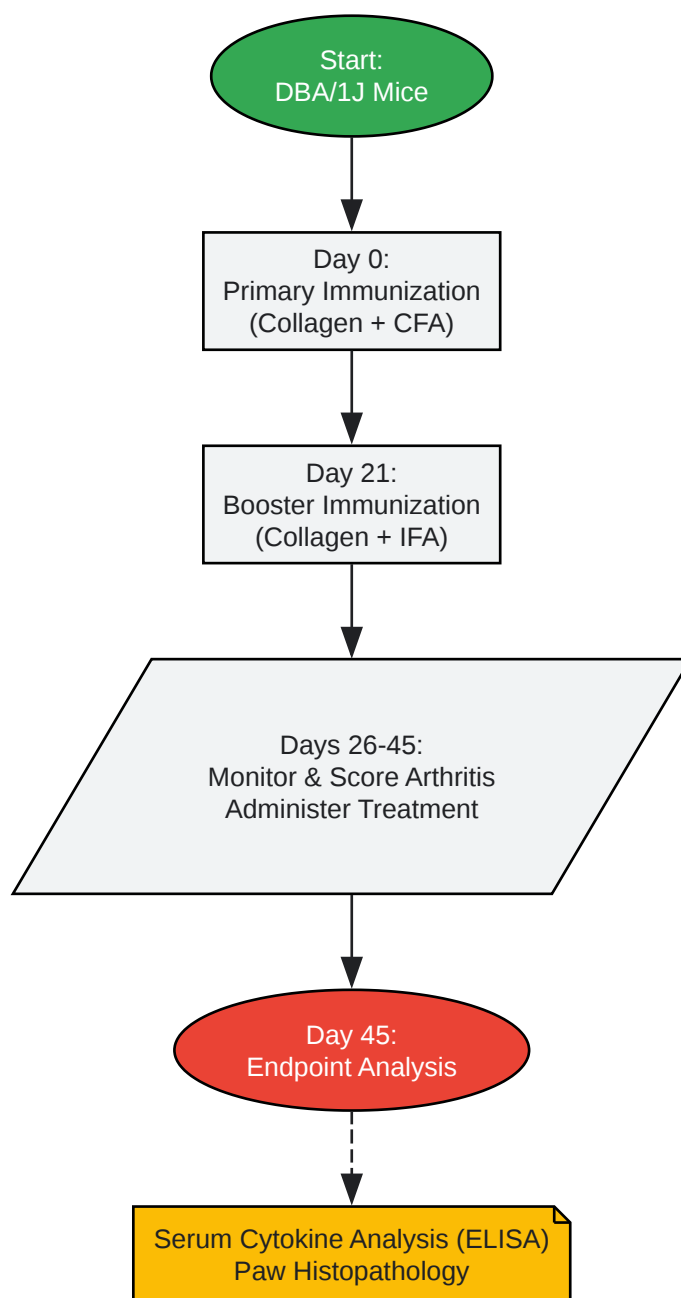 Start:
DBA/1J Mice
Day 0:
Primary Immunization
(Collagen + CFA)
Day 21:
Booster Immunization
(Collagen + IFA)
Days 26-45:
Monitor & Score Arthritis
Administer Treatment
Day 45:
Endpoint Analysis
Serum Cytokine Analysis (ELISA)
Paw Histopathology